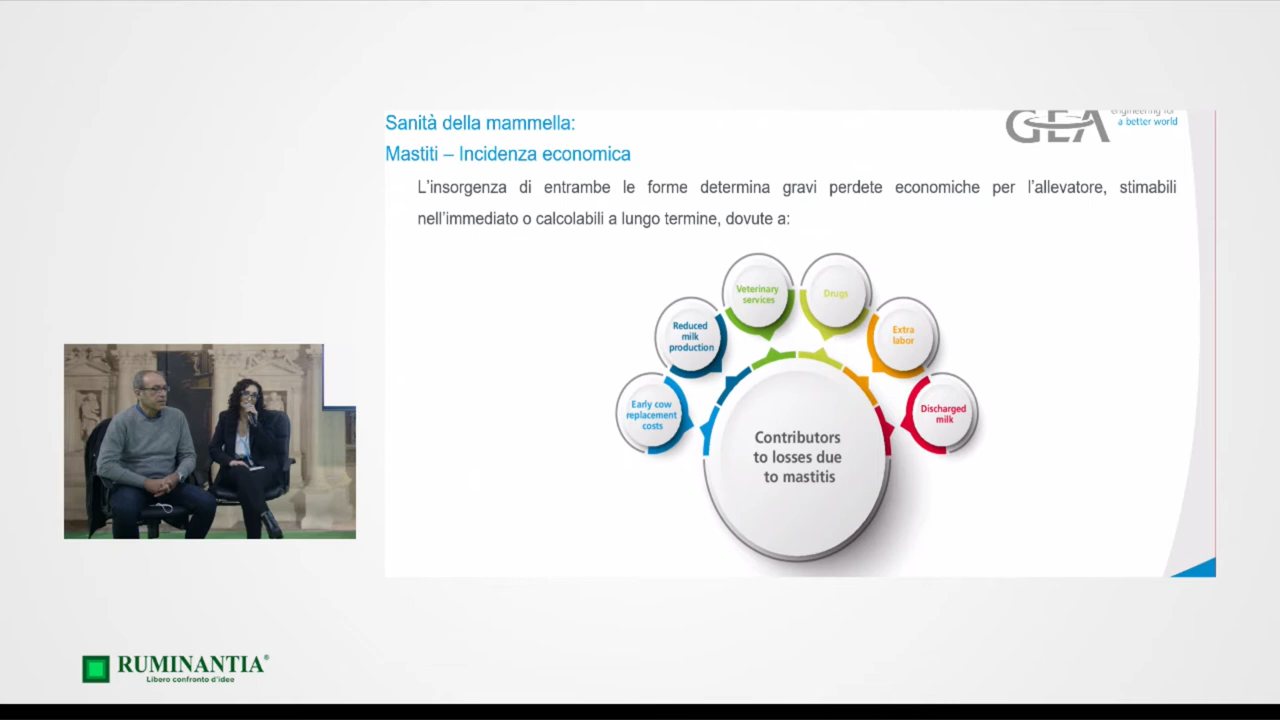 Sanità della mammella:
Mastiti – Incidenza economica
GEA
engineering for
a better world
L'insorgenza di entrambe le forme determina gravi perdete economiche per l'allevatore, stimabili
nell'immediato o calcolabili a lungo termine, dovute a:
Veterinary
services
Drugs
Reduced
milk
production
Extra
labor
Early cow
replacement
costs
Discharged
milk
Contributors
to losses due
to mastitis
RUMINANTIA®
Libero confronto d'idee